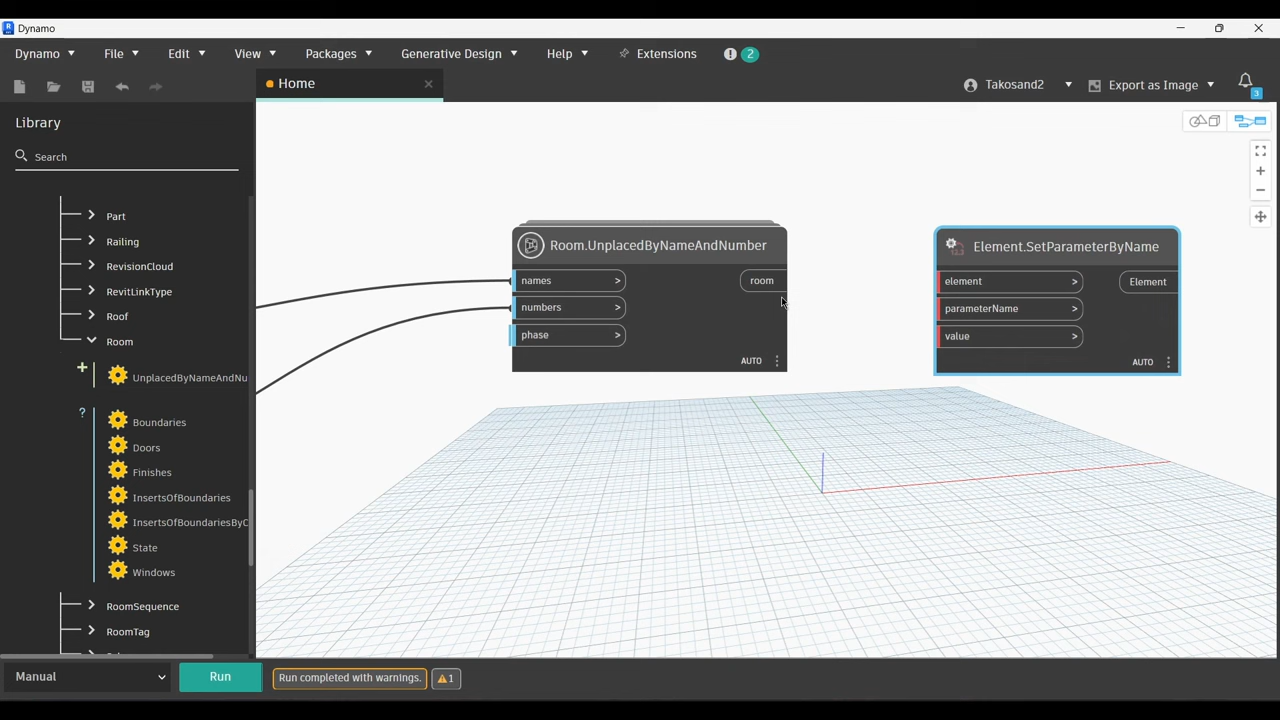 Dynamo
Dynamo File Edit View Packages Generative Design Help Extensions 2
Home Takosand2 Export as Image 3
Library
Search
Part
Railing
RevisionCloud
RevitLinkType
Roof
Room
UnplacedByNameAndNu
Boundaries
Doors
Finishes
InsertsOfBoundaries
InsertsOfBoundariesByC
State
Windows
RoomSequence
RoomTag
Room.UnplacedByNameAndNumber
names >
numbers >
phase >
room
AUTO
Element.SetParameterByName
element >
parameterName >
value >
Element
AUTO
Manual Run Run completed with warnings. 1